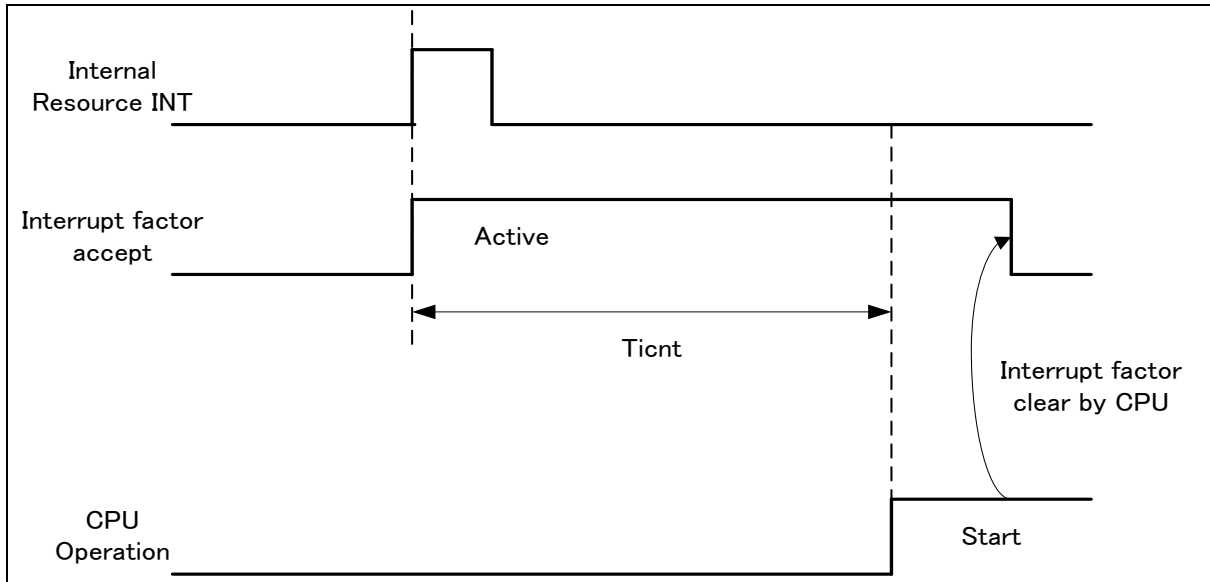 Internal
Resource INT
Interrupt factor
accept
Active
Ticnt
Interrupt factor
clear by CPU
CPU
Operation
Start